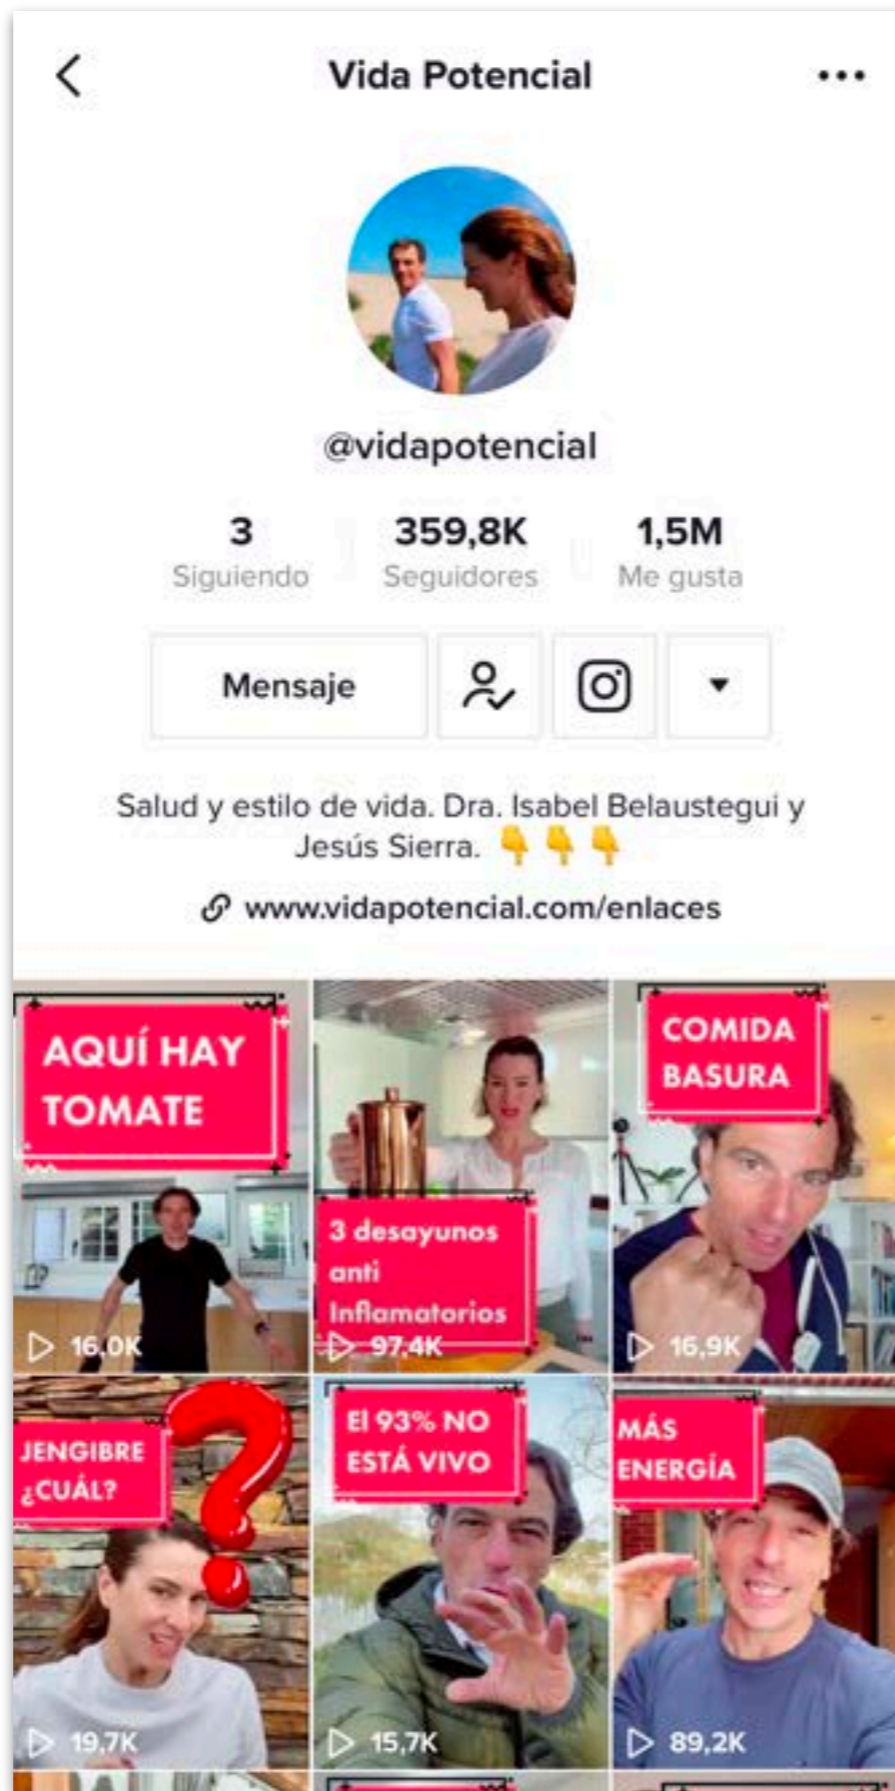 Vida Potencial
@vidapotencial
3
Siguiendo
359,8K
Seguidores
1,5M
Me gusta
Mensaje
Salud y estilo de vida. Dra. Isabel Belaustegui y
Jesús Sierra. 👇 👇 👇
www.vidapotencial.com/enlaces
AQUÍ HAY
TOMATE
16,0K
3 desayunos
anti
Inflamatorios
97,4K
COMIDA
BASURA
16,9K
JENGIBRE
¿CUÁL?
19,7K
El 93% NO
ESTÁ VIVO
15,7K
MÁS
ENERGÍA
89,2K